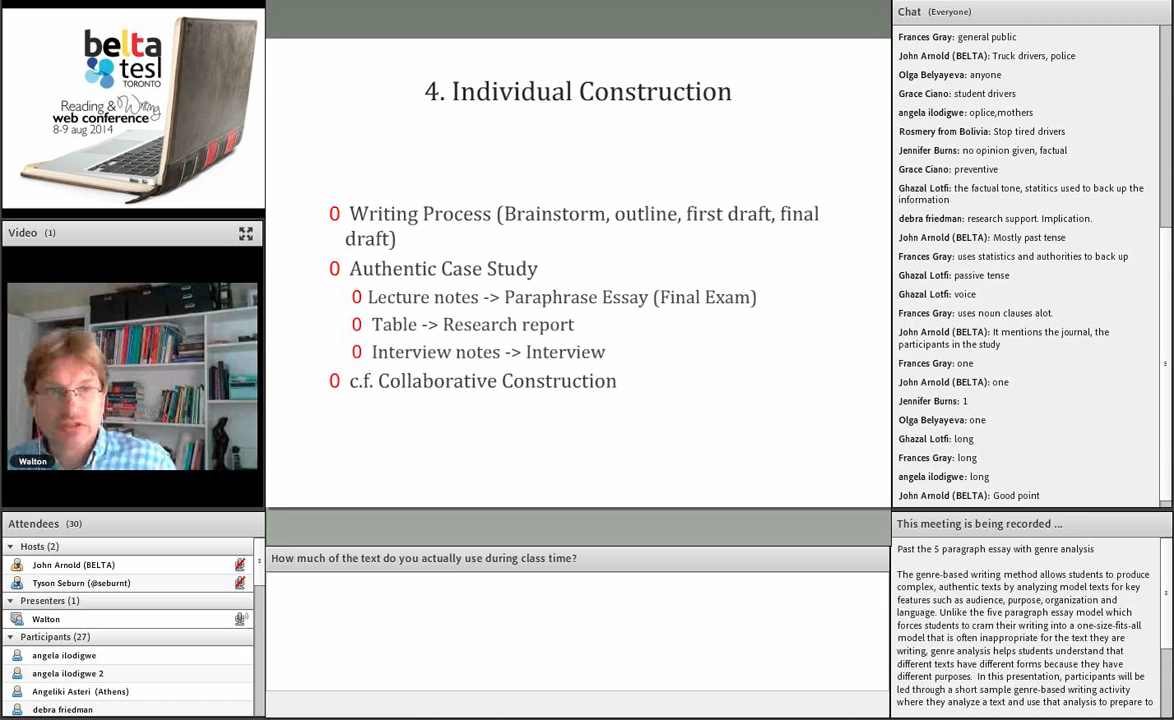 belta
tesl
TORONTO
Reading & Writing
web conference
8-9 aug 2014
Video (1)
Walton
Attendees (30)
Hosts (2)
John Arnold (BELTA)
Tyson Seburn (@seburnt)
Presenters (1)
Walton
Participants (27)
angela ilodigwe
angela ilodigwe 2
Angeliki Asteri (Athens)
debra friedman
4. Individual Construction
Writing Process (Brainstorm, outline, first draft, final
draft)
Authentic Case Study
Lecture notes -> Paraphrase Essay (Final Exam)
Table -> Research report
Interview notes -> Interview
c.f. Collaborative Construction
How much of the text do you actually use during class time?
Chat (Everyone)
Frances Gray: general public
John Arnold (BELTA): Truck drivers, police
Olga Belyayeva: anyone
Grace Ciano: student drivers
angela ilodigwe: oplice,mothers
Rosmery from Bolivia: Stop tired drivers
Jennifer Burns: no opinion given, factual
Grace Ciano: preventive
Ghazal Lotfi: the factual tone, statitics used to back up the
information
debra friedman: research support. Implication.
John Arnold (BELTA): Mostly past tense
Frances Gray: uses statistics and authorities to back up
Ghazal Lotfi: passive tense
Ghazal Lotfi: voice
Frances Gray: uses noun clauses alot.
John Arnold (BELTA): It mentions the journal, the
participants in the study
Frances Gray: one
John Arnold (BELTA): one
Jennifer Burns: 1
Olga Belyayeva: one
Ghazal Lotfi: long
Frances Gray: long
angela ilodigwe: long
John Arnold (BELTA): Good point
This meeting is being recorded ...
Past the 5 paragraph essay with genre analysis
The genre-based writing method allows students to produce
complex, authentic texts by analyzing model texts for key
features such as audience, purpose, organization and
language. Unlike the five paragraph essay model which
forces students to cram their writing into a one-size-fits-all
model that is often inappropriate for the text they are
writing, genre analysis helps students understand that
different texts have different forms because they have
different purposes. In this presentation, participants will be
led through a short sample genre-based writing activity
where they analyze a text and use that analysis to prepare to